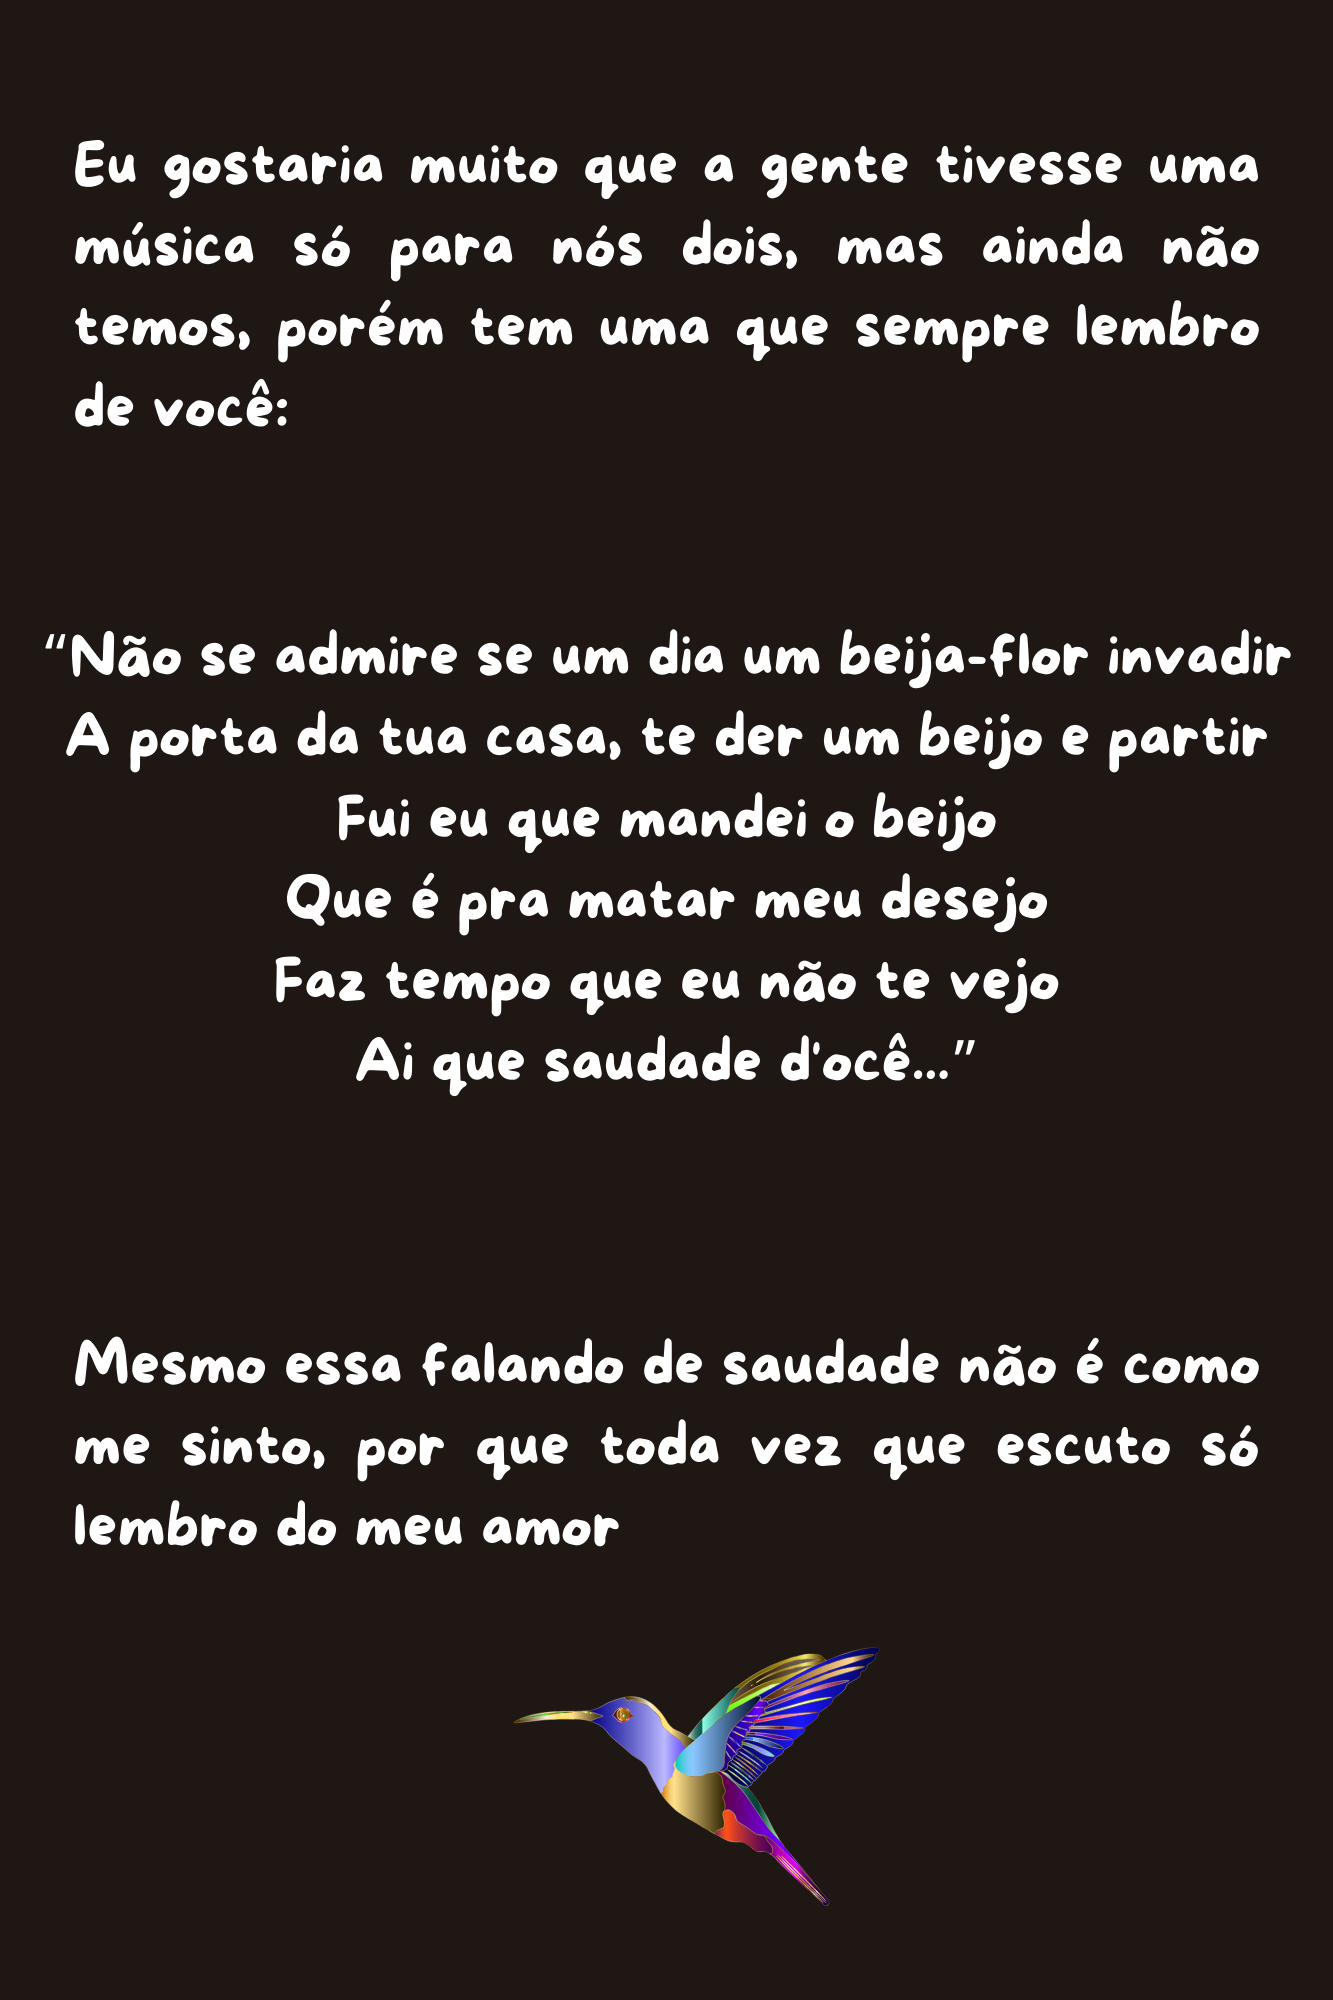 Eu gostaria muito que a gente tivesse uma
música só para nós dois, mas ainda não
temos, porém tem uma que sempre lembro
de você:
“Não se admire se um dia um beija-flor invadir
A porta da tua casa, te der um beijo e partir
Fui eu que mandei o beijo
Que é pra matar meu desejo
Faz tempo que eu não te vejo
Ai que saudade d'ocê...”
Mesmo essa falando de saudade não é como
me sinto, por que toda vez que escuto só
lembro do meu amor